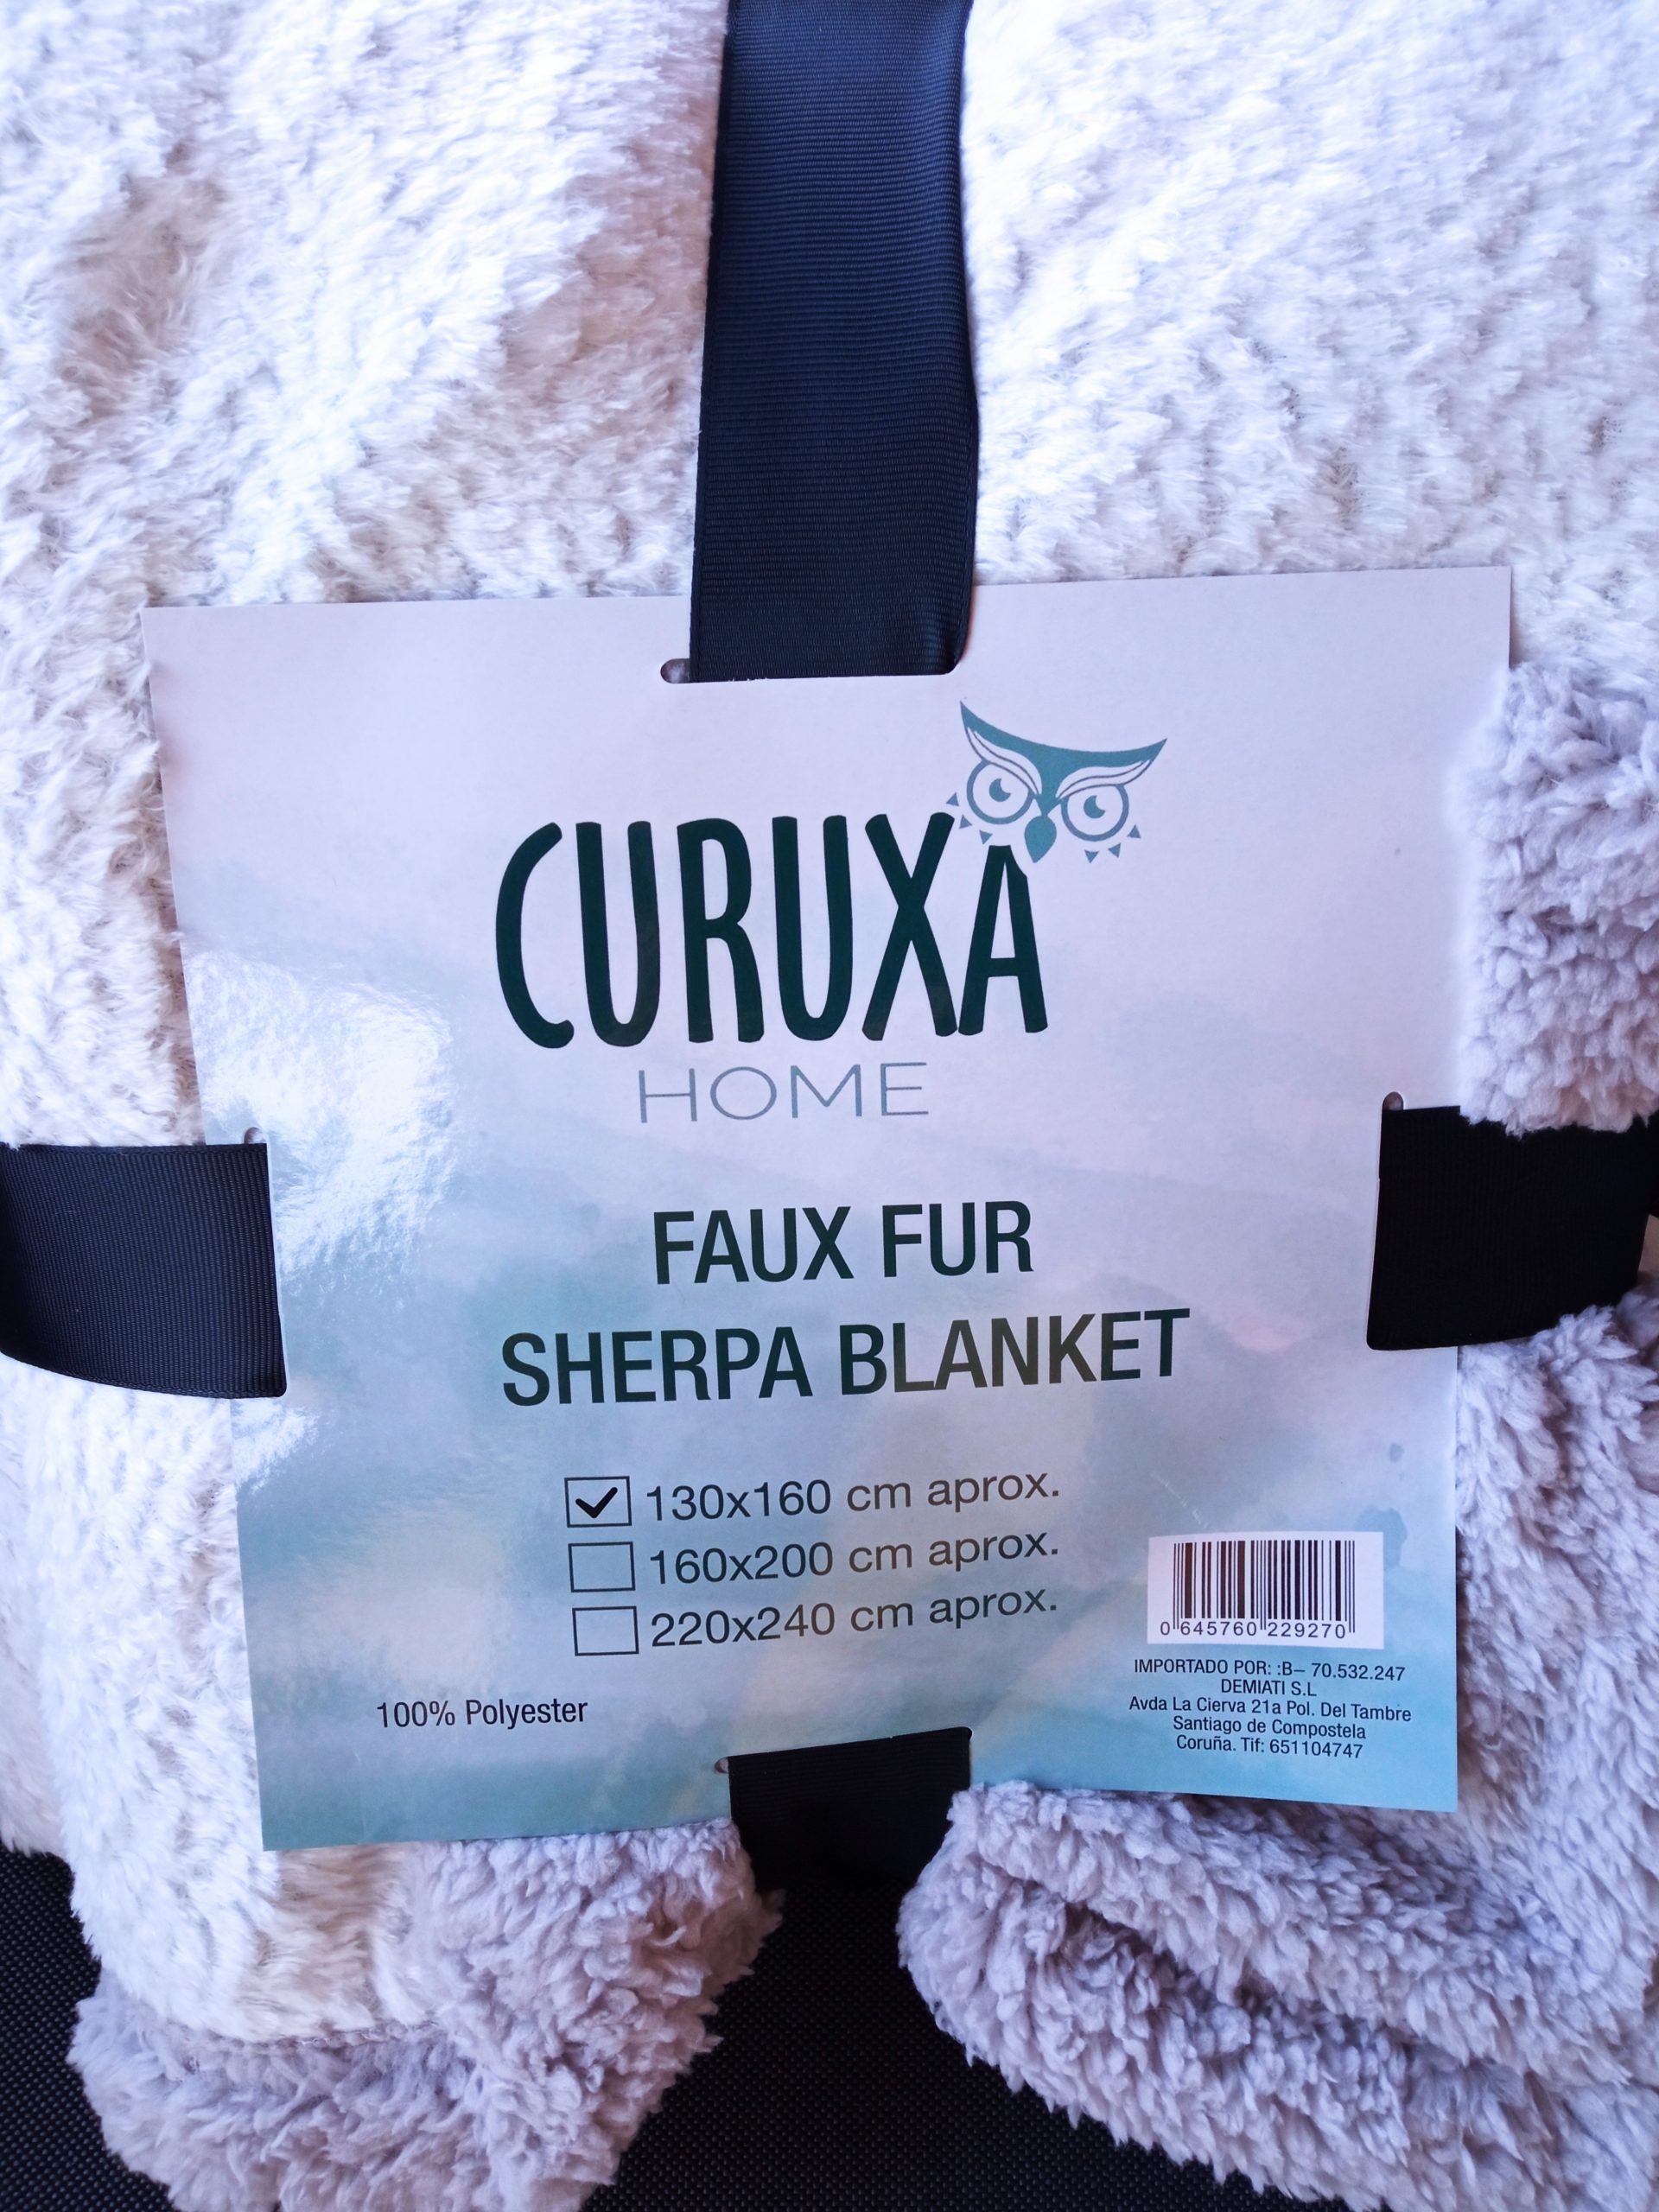 CURUXA
HOME
FAUX FUR
SHERPA BLANKET
130x160 cm aprox.
160x200 cm aprox.
220x240 cm aprox.
100% Polyester
0 645760 229270
IMPORTADO POR: :B– 70.532.247
DEMIATI S.L
Avda La Cierva 21a Pol. Del Tambre
Santiago de Compostela
Coruña. Tif: 651104747